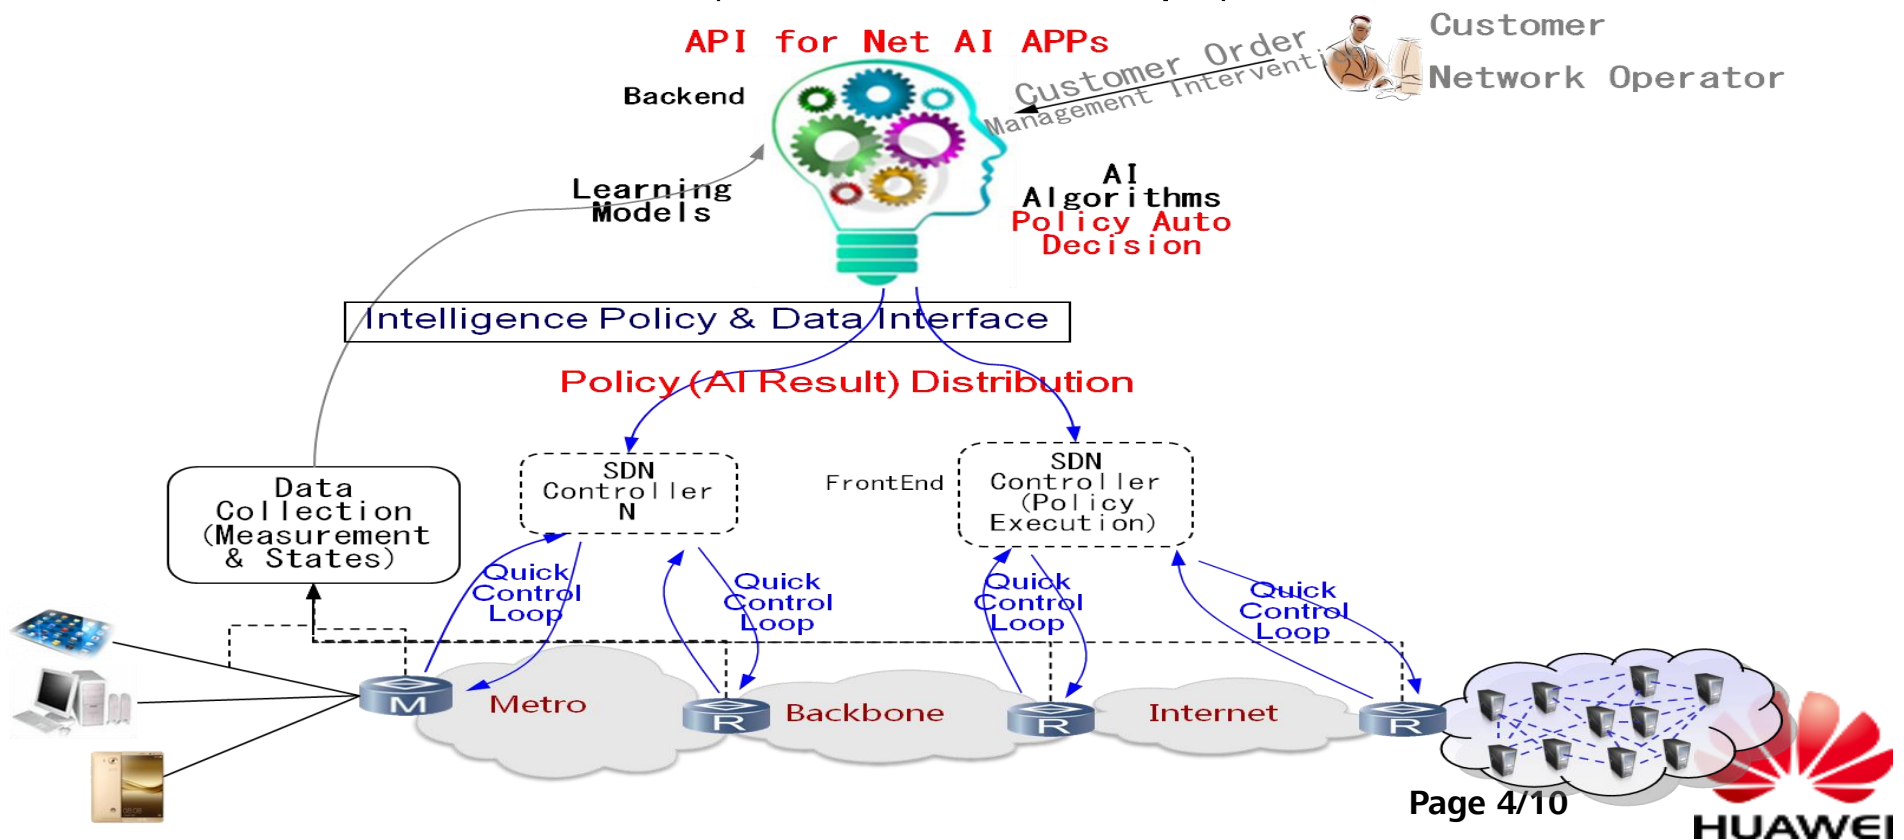 API for Net AI APPs
Customer
Network Operator
Customer Order
Management Interventi
Backend
Learning
Models
AI
Algorithms
Policy Auto
Decision
Intelligence Policy & Data Interface
Policy (AI Result) Distribution
SDN
Controller
N
FrontEnd
SDN
Controller
(Policy
Execution)
Data
Collection
(Measurement
& States)
Quick
Control
Loop
Quick
Control
Loop
Quick
Control
Loop
Quick
Control
Loop
M
Metro
R
Backbone
R
Internet
R
Page 4/10
HUAWEI